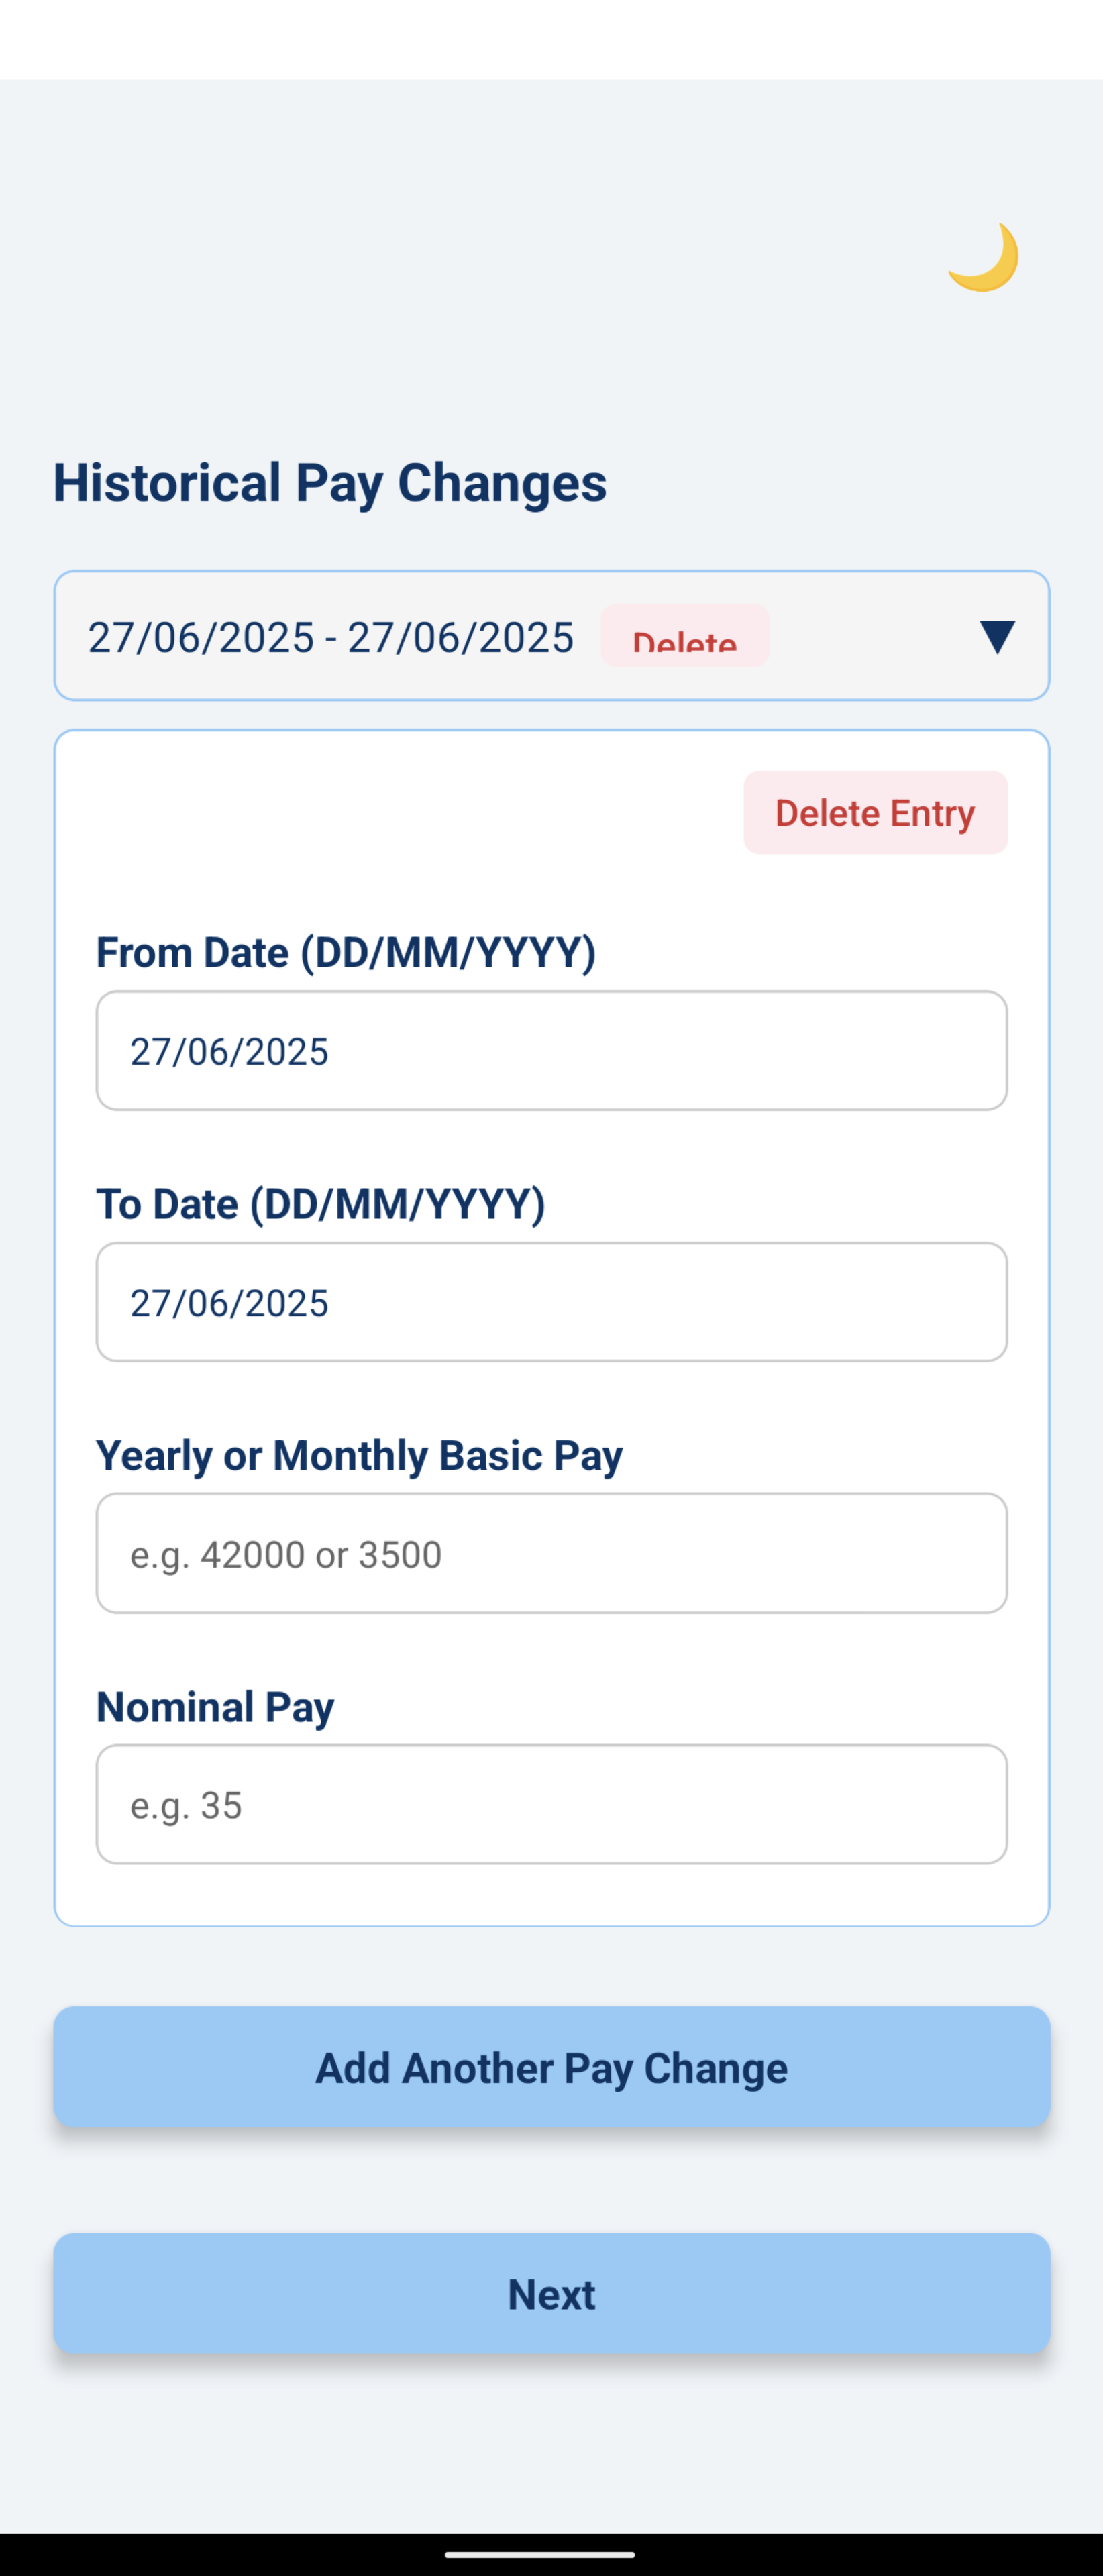 Historical Pay Changes
27/06/2025 - 27/06/2025 Delete ▼
Delete Entry
From Date (DD/MM/YYYY)
27/06/2025
To Date (DD/MM/YYYY)
27/06/2025
Yearly or Monthly Basic Pay
e.g. 42000 or 3500
Nominal Pay
e.g. 35
Add Another Pay Change
Next